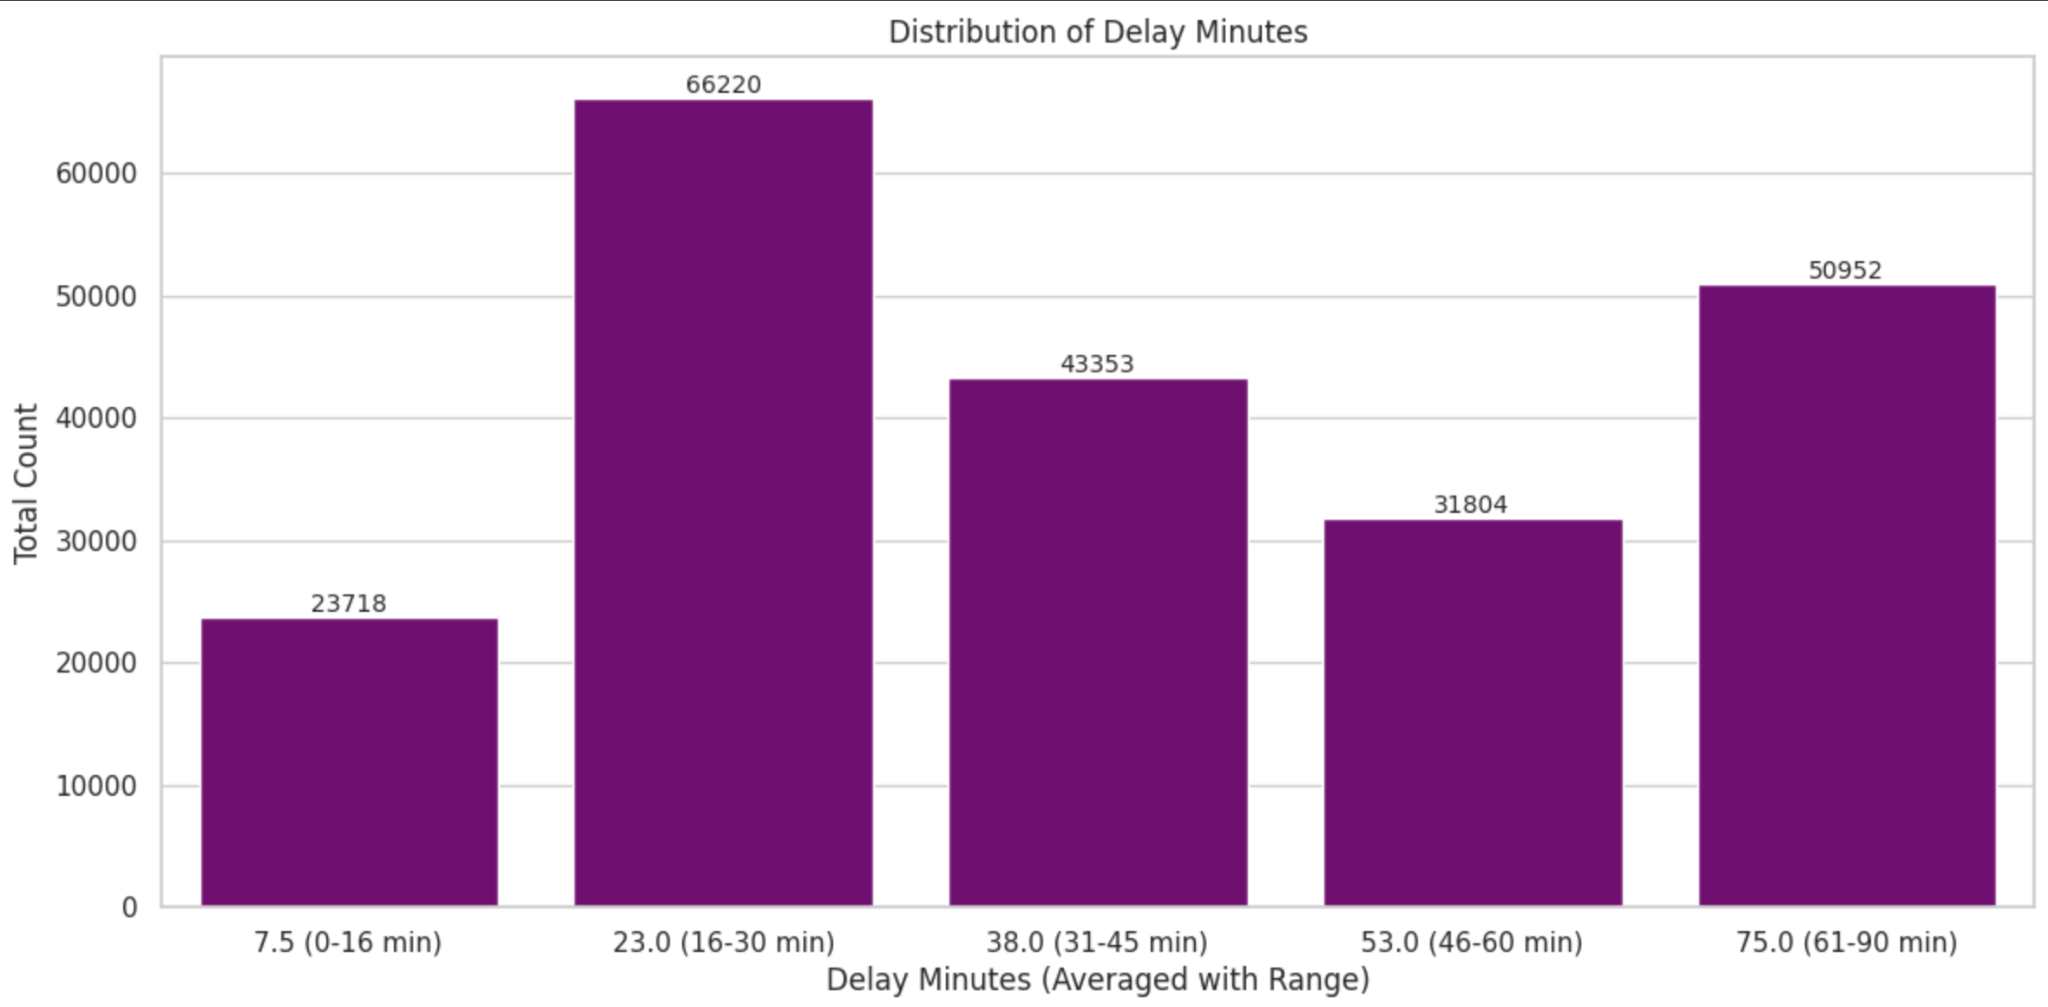 Distribution of Delay Minutes
66220
60000
50952
50000
43353
40000
31804
30000
23718
20000
10000
0
Total Count
7.5 (0-16 min)
23.0 (16-30 min)
38.0 (31-45 min)
53.0 (46-60 min)
75.0 (61-90 min)
Delay Minutes (Averaged with Range)